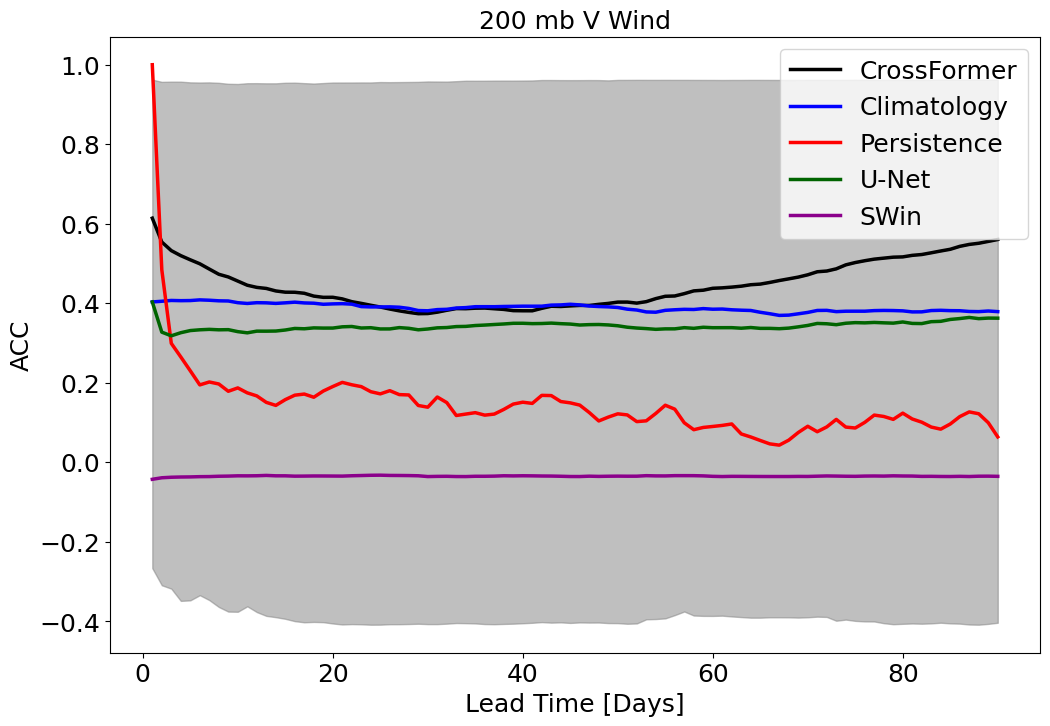 200 mb V Wind
CrossFormer
Climatology
Persistence
U-Net
SWin
ACC
1.0
0.8
0.6
0.4
0.2
0.0
−0.2
−0.4
0
20
40
60
80
Lead Time [Days]